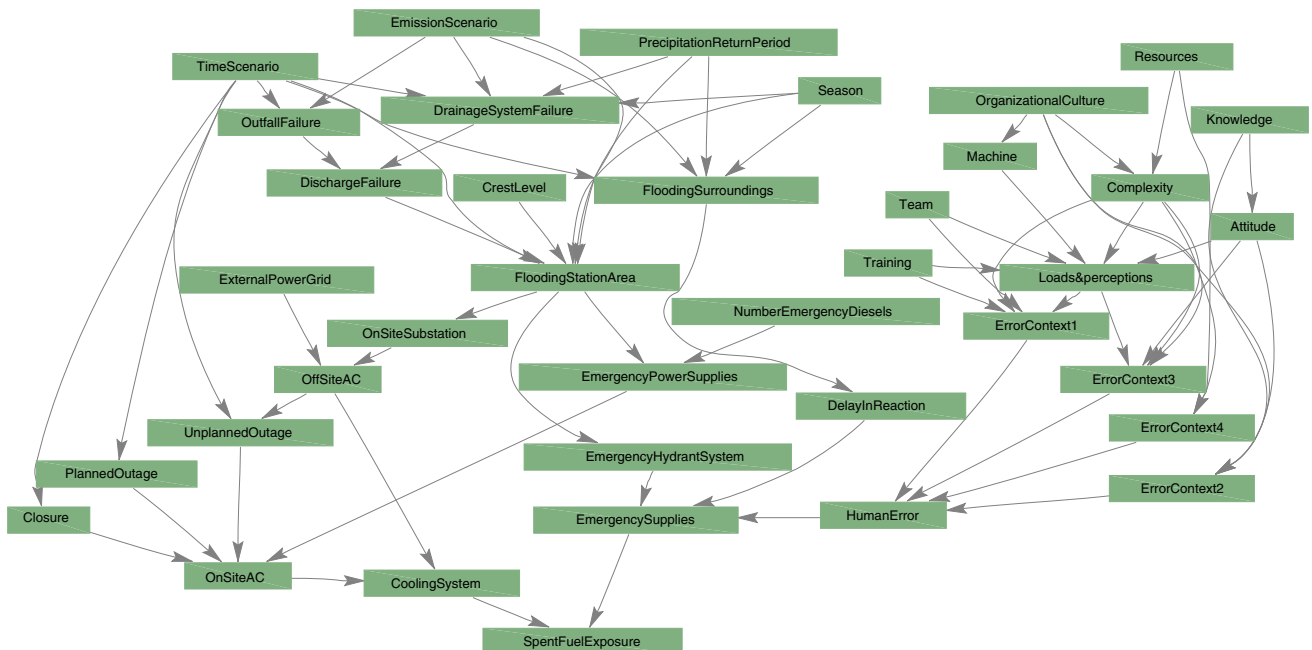 EmissionScenario
PrecipitationReturnPeriod
Resources
TimeScenario
Season
OrganizationalCulture
DrainageSystemFailure
OutfallFailure
Knowledge
Machine
DischargeFailure
CrestLevel
FloodingSurroundings
Complexity
Team
Attitude
Training
ExternalPowerGrid
FloodingStationArea
Loads&perceptions
NumberEmergencyDiesels
OnSiteSubstation
ErrorContext1
OffSiteAC
EmergencyPowerSupplies
ErrorContext3
DelayInReaction
UnplannedOutage
ErrorContext4
EmergencyHydrantSystem
PlannedOutage
ErrorContext2
Closure
EmergencySupplies
HumanError
OnSiteAC
CoolingSystem
SpentFuelExposure